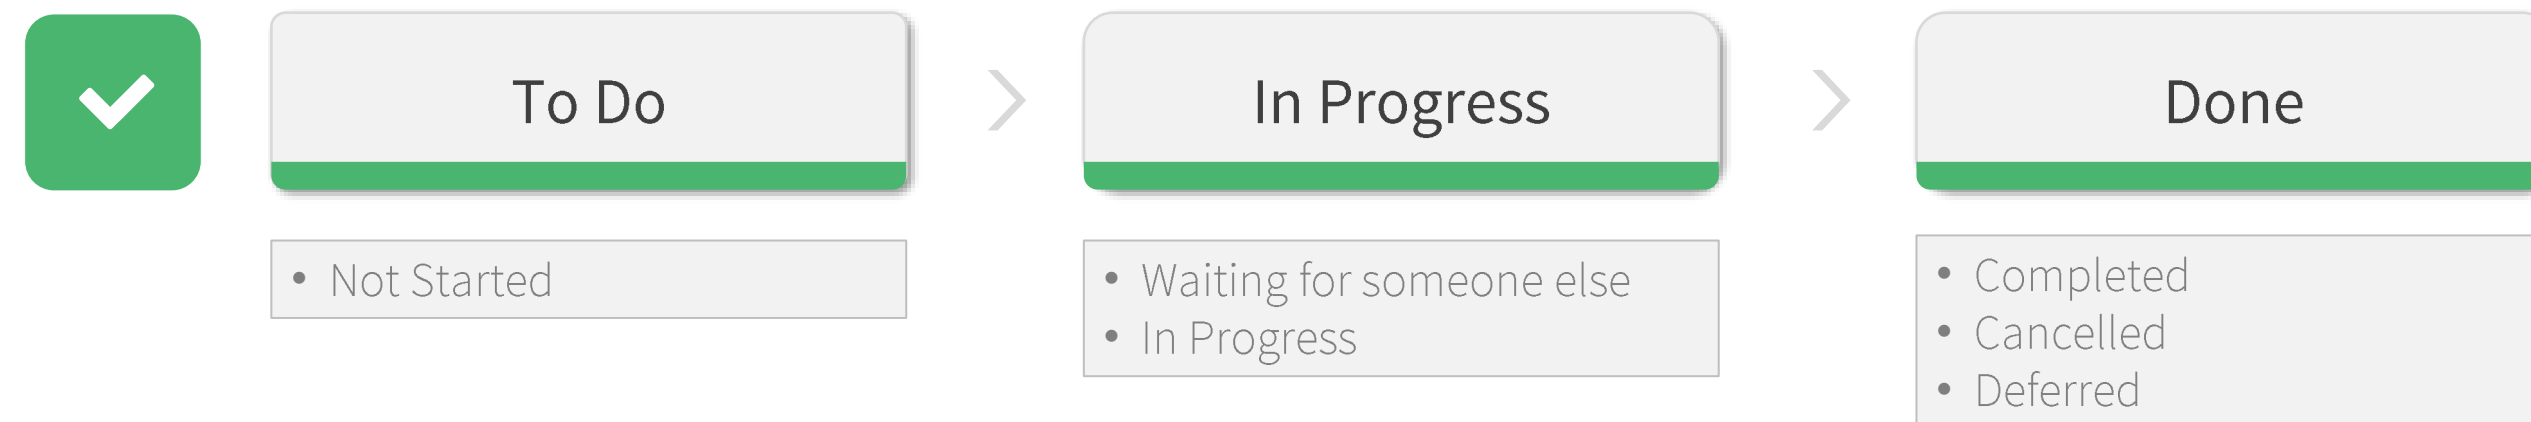 To Do
In Progress
Done
• Not Started
• Waiting for someone else
• In Progress
• Completed
• Cancelled
• Deferred